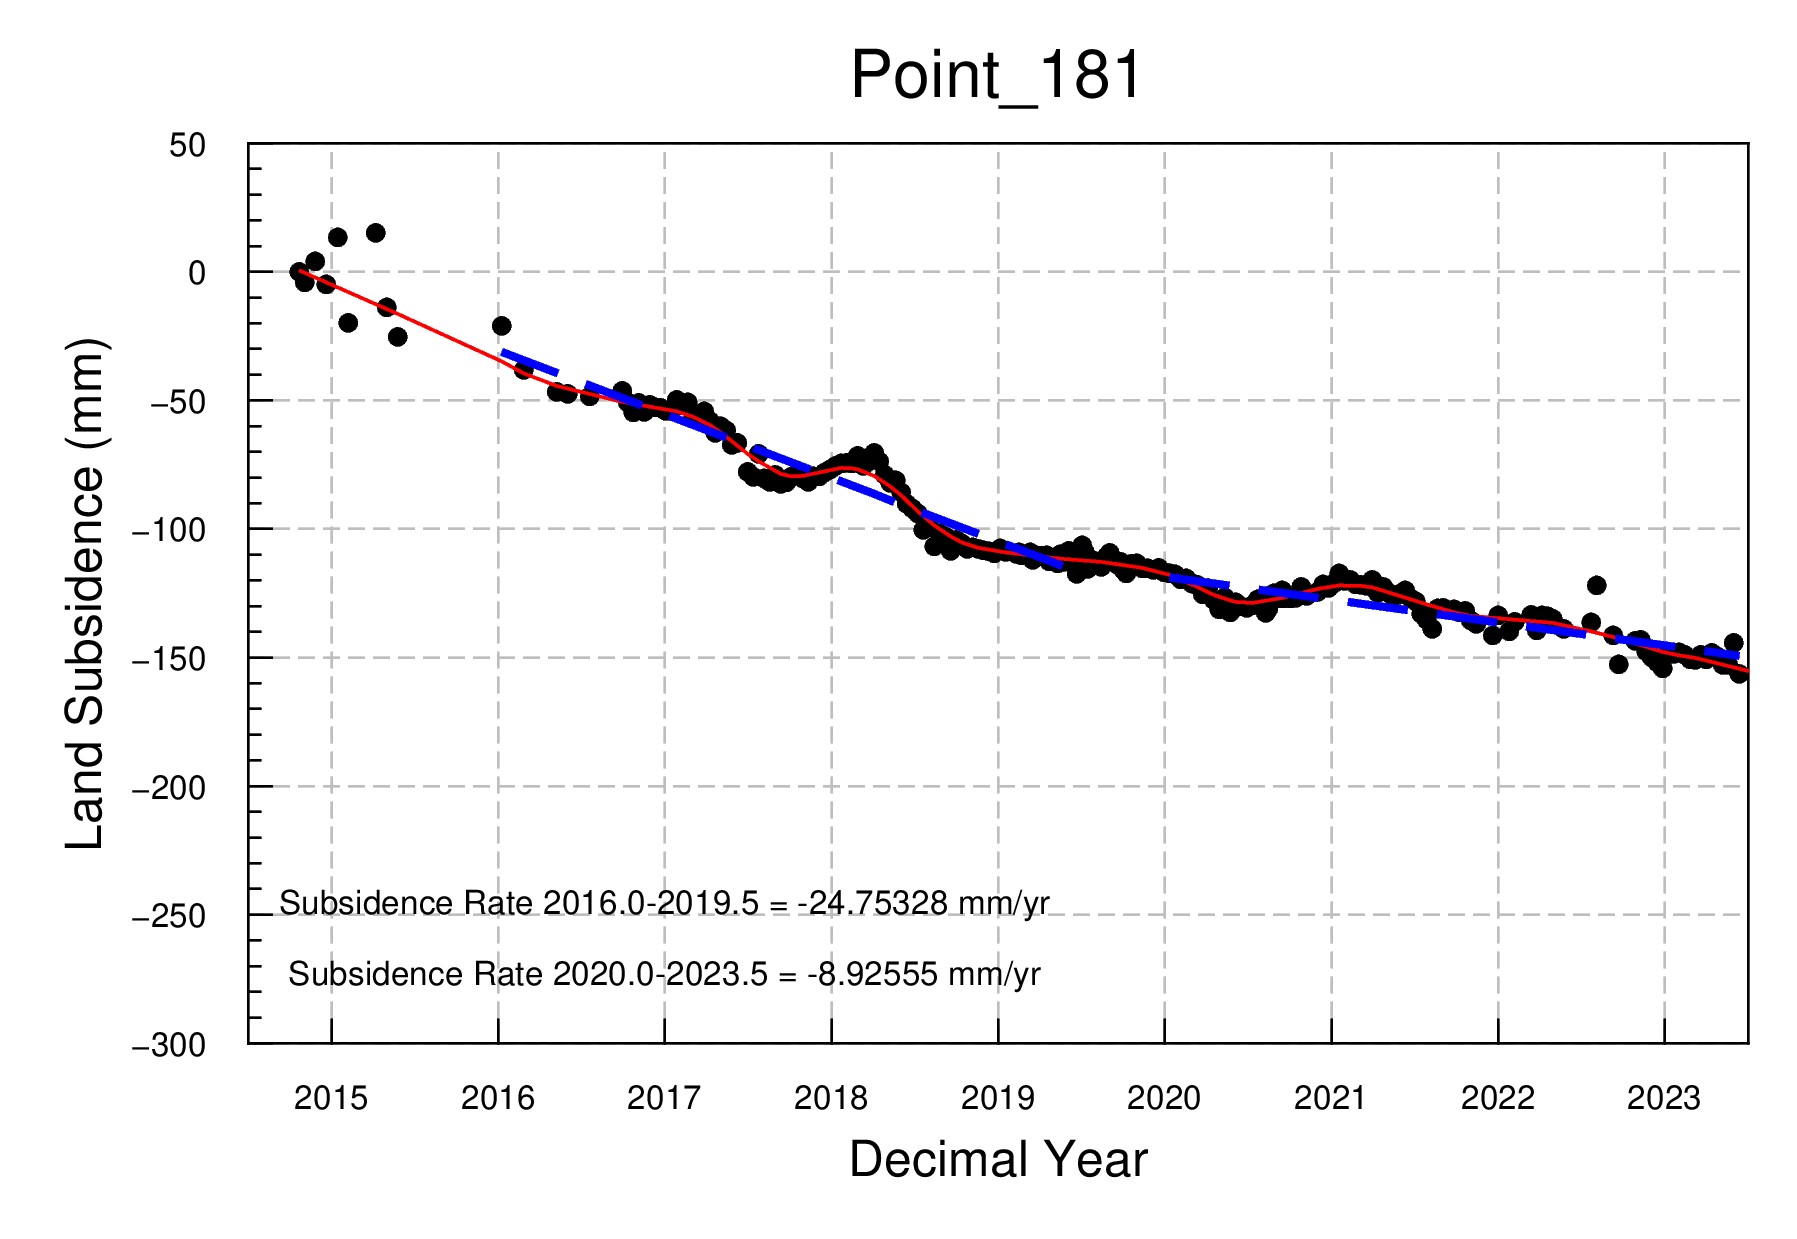 Point_181
50
0
−50
−100
−150
−200
−250
−300
Land Subsidence (mm)
Subsidence Rate 2016.0-2019.5 = -24.75328 mm/yr
Subsidence Rate 2020.0-2023.5 = -8.92555 mm/yr
2015 2016 2017 2018 2019 2020 2021 2022 2023
Decimal Year